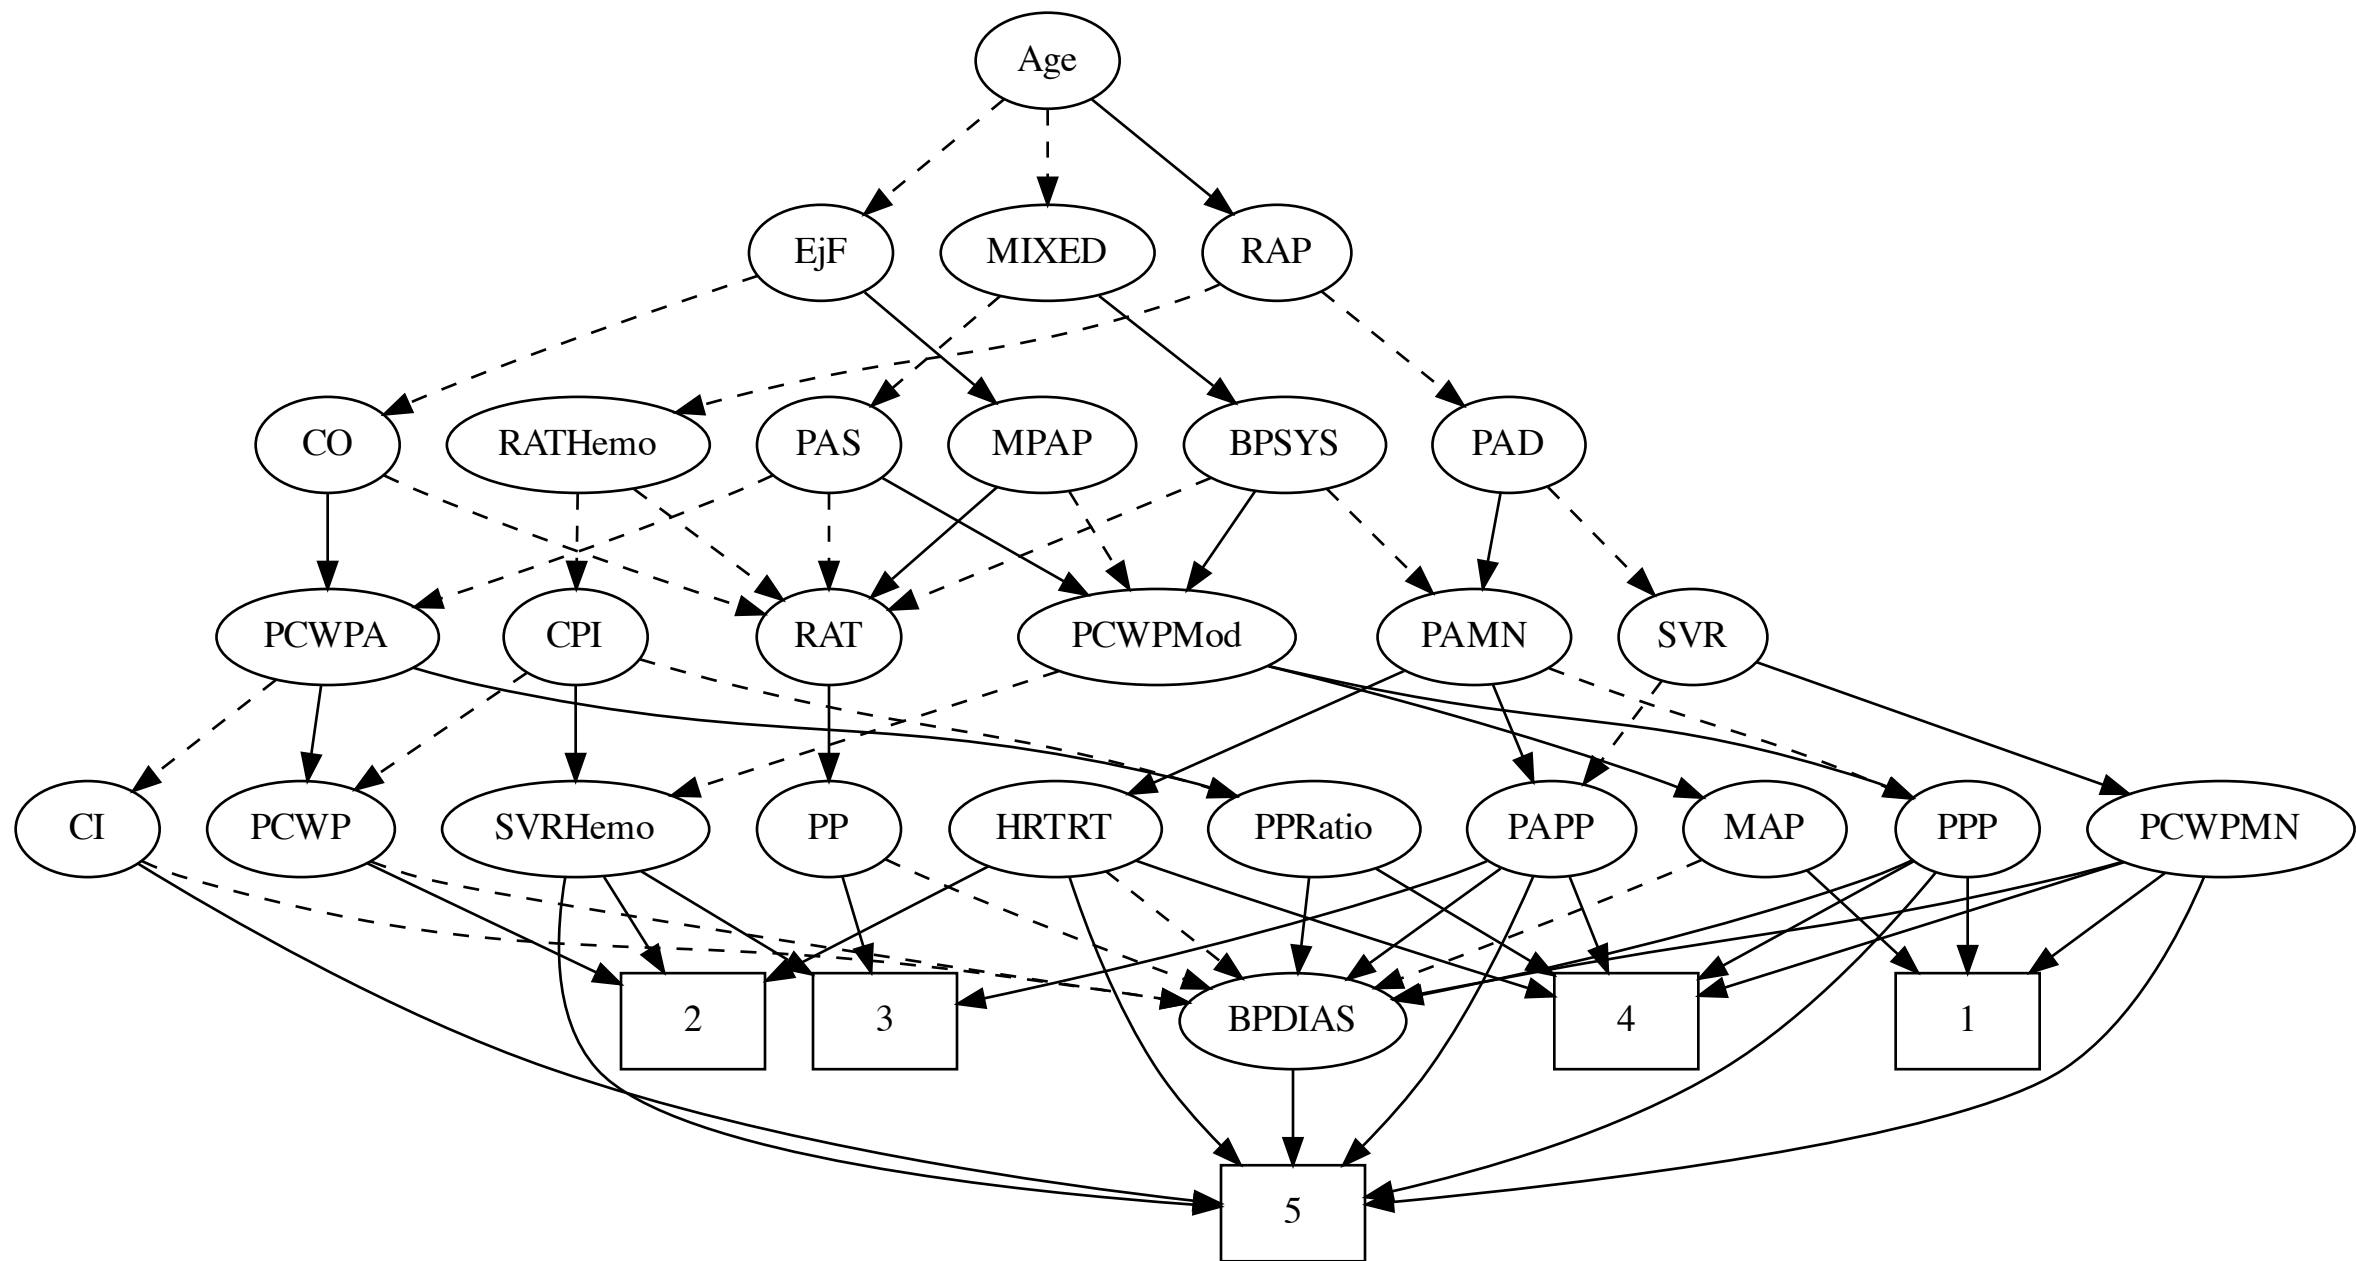 Age
EjF
MIXED
RAP
CO
RATHemo
PAS
MPAP
BPSYS
PAD
PCWPA
CPI
RAT
PCWPMod
PAMN
SVR
CI
PCWP
SVRHemo
PP
HRTRT
PPRatio
PAPP
MAP
PPP
PCWPMN
2
3
BPDIAS
4
1
5